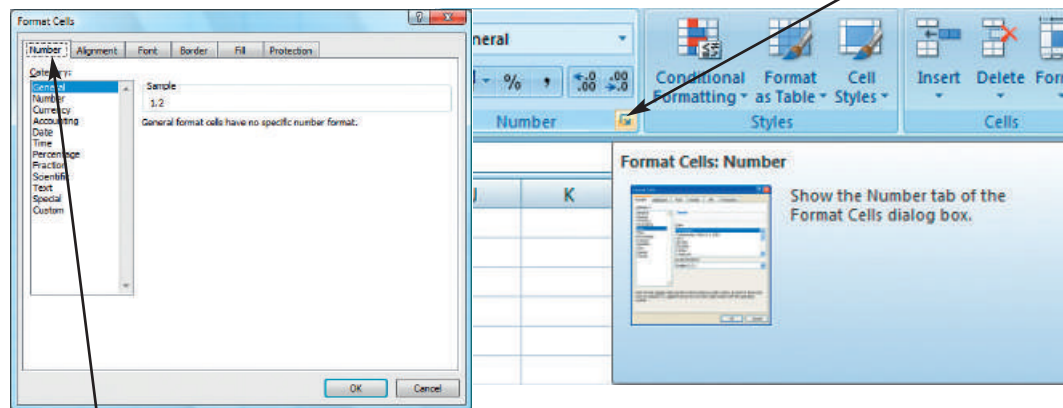 Format Cells
Number Alignment Font Border Fill Protection
Category:
General
Number
Currency
Accounting
Date
Time
Percentage
Fraction
Scientific
Text
Special
Custom
Sample
1.2
General format cells have no specific number format.
OK Cancel
neral
% , .0 .00 .00 .0
Number
Conditional Formatting
Format as Table
Cell Styles
Styles
Insert Delete Forn
Cells
J K
Format Cells: Number
Show the Number tab of the
Format Cells dialog box.